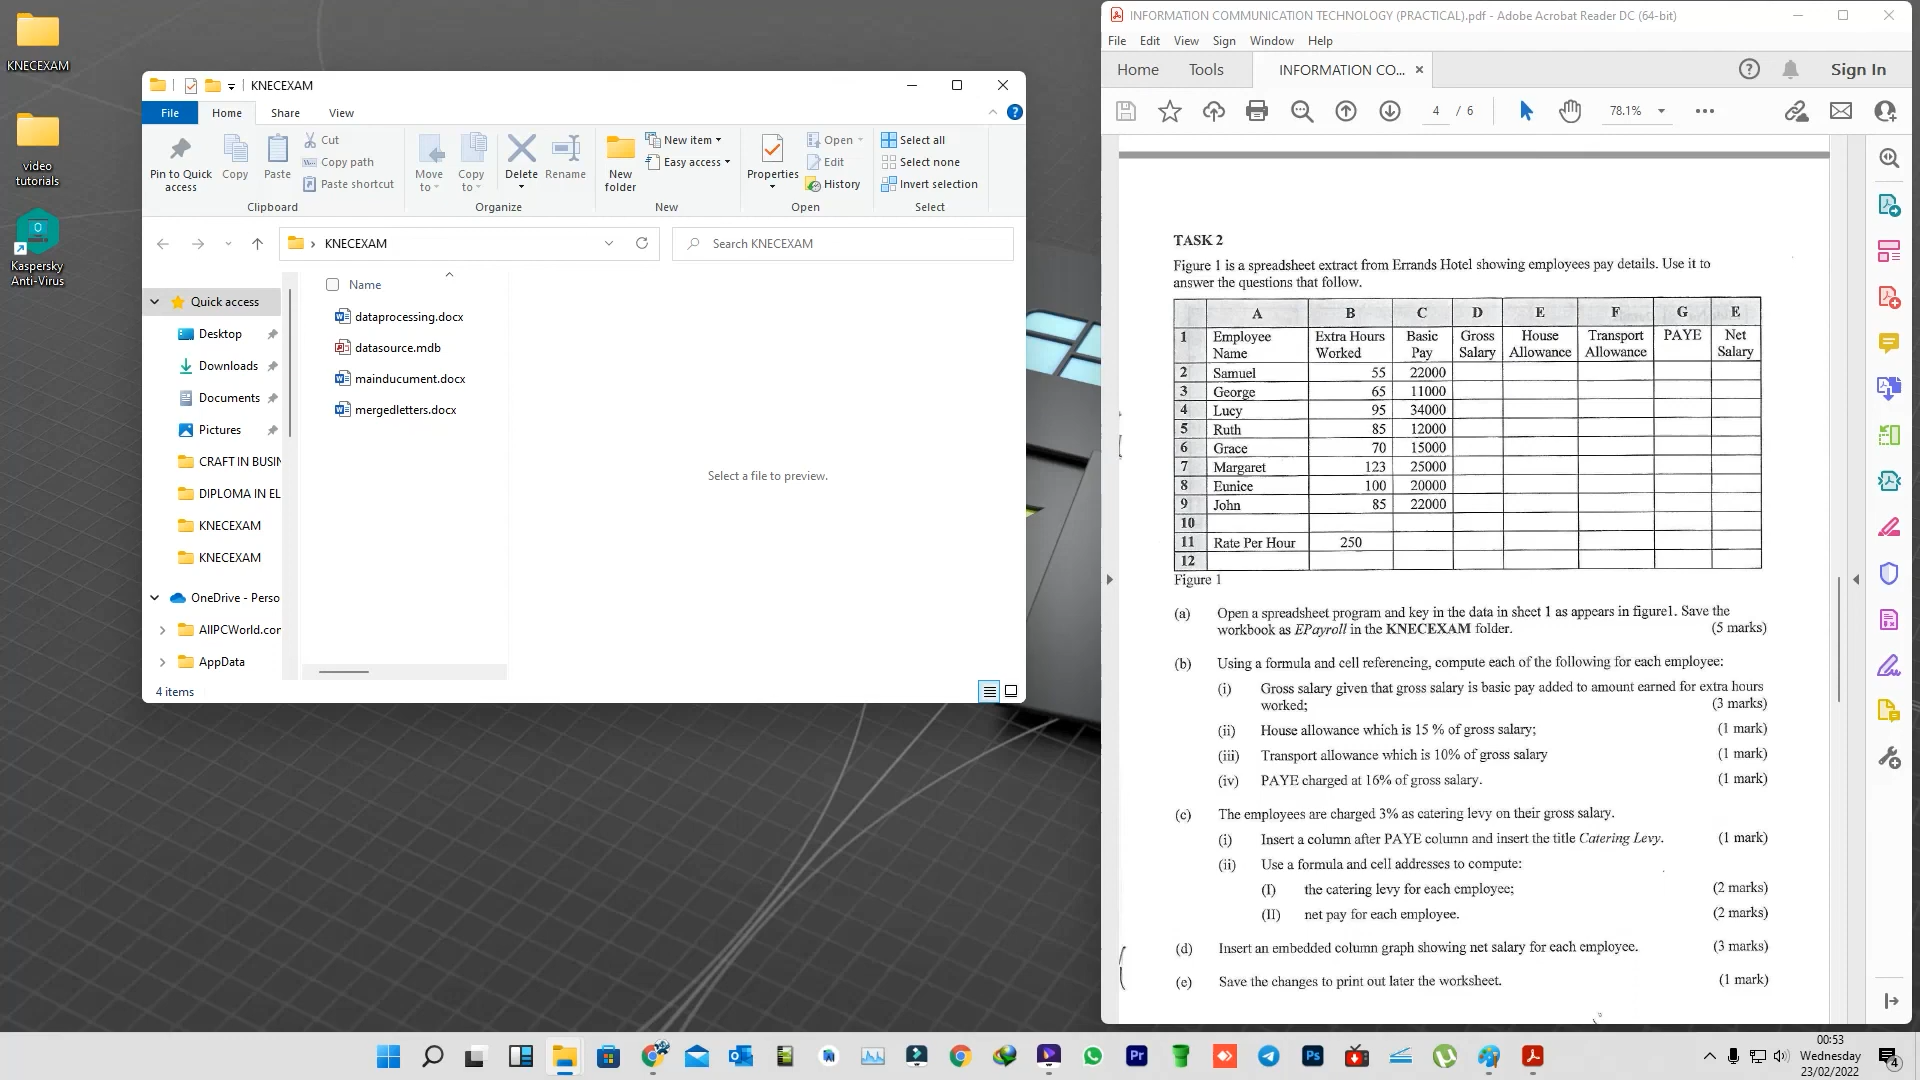 KNECEXAM
video
tutorials
Kaspersky
Anti-Virus
KNECEXAM
File
Home
Share
View
Pin to Quick
access
Copy
Paste
Cut
Copy path
Paste shortcut
Clipboard
Move
to
Copy
to
Delete
Rename
Organize
New
folder
New item
Easy access
New
Properties
Open
Edit
History
Open
Select all
Select none
Invert selection
Select
KNECEXAM
Search KNECEXAM
Quick access
Desktop
Downloads
Documents
Pictures
CRAFT IN BUSIN
DIPLOMA IN EL
KNECEXAM
KNECEXAM
OneDrive - Perso
AllPCWorld.cor
AppData
Name
dataprocessing.docx
datasource.mdb
mainducument.docx
mergedletters.docx
Select a file to preview.
4 items
INFORMATION COMMUNICATION TECHNOLOGY (PRACTICAL).pdf - Adobe Acrobat Reader DC (64-bit)
File Edit View Sign Window Help
Home Tools INFORMATION CO... Sign In
4 / 6 78.1%
TASK 2
Figure 1 is a spreadsheet extract from Errands Hotel showing employees pay details. Use it to
answer the questions that follow.
A B C D E F G E
1 Employee Name Extra Hours Worked Basic Pay Gross Salary House Allowance Transport Allowance PAYE Net Salary
2 Samuel 55 22000
3 George 65 11000
4 Lucy 95 34000
5 Ruth 85 12000
6 Grace 70 15000
7 Margaret 123 25000
8 Eunice 100 20000
9 John 85 22000
10
11 Rate Per Hour 250
12
Figure 1
(a) Open a spreadsheet program and key in the data in sheet 1 as appears in figure1. Save the
workbook as EPayroll in the KNECEXAM folder. (5 marks)
(b) Using a formula and cell referencing, compute each of the following for each employee:
(i) Gross salary given that gross salary is basic pay added to amount earned for extra hours
worked; (3 marks)
(ii) House allowance which is 15 % of gross salary; (1 mark)
(iii) Transport allowance which is 10% of gross salary (1 mark)
(iv) PAYE charged at 16% of gross salary. (1 mark)
(c) The employees are charged 3% as catering levy on their gross salary.
(i) Insert a column after PAYE column and insert the title Catering Levy. (1 mark)
(ii) Use a formula and cell addresses to compute:
(I) the catering levy for each employee; (2 marks)
(II) net pay for each employee. (2 marks)
(d) Insert an embedded column graph showing net salary for each employee. (3 marks)
(e) Save the changes to print out later the worksheet. (1 mark)
Pr
Ps
00:53
Wednesday
23/02/2022
4